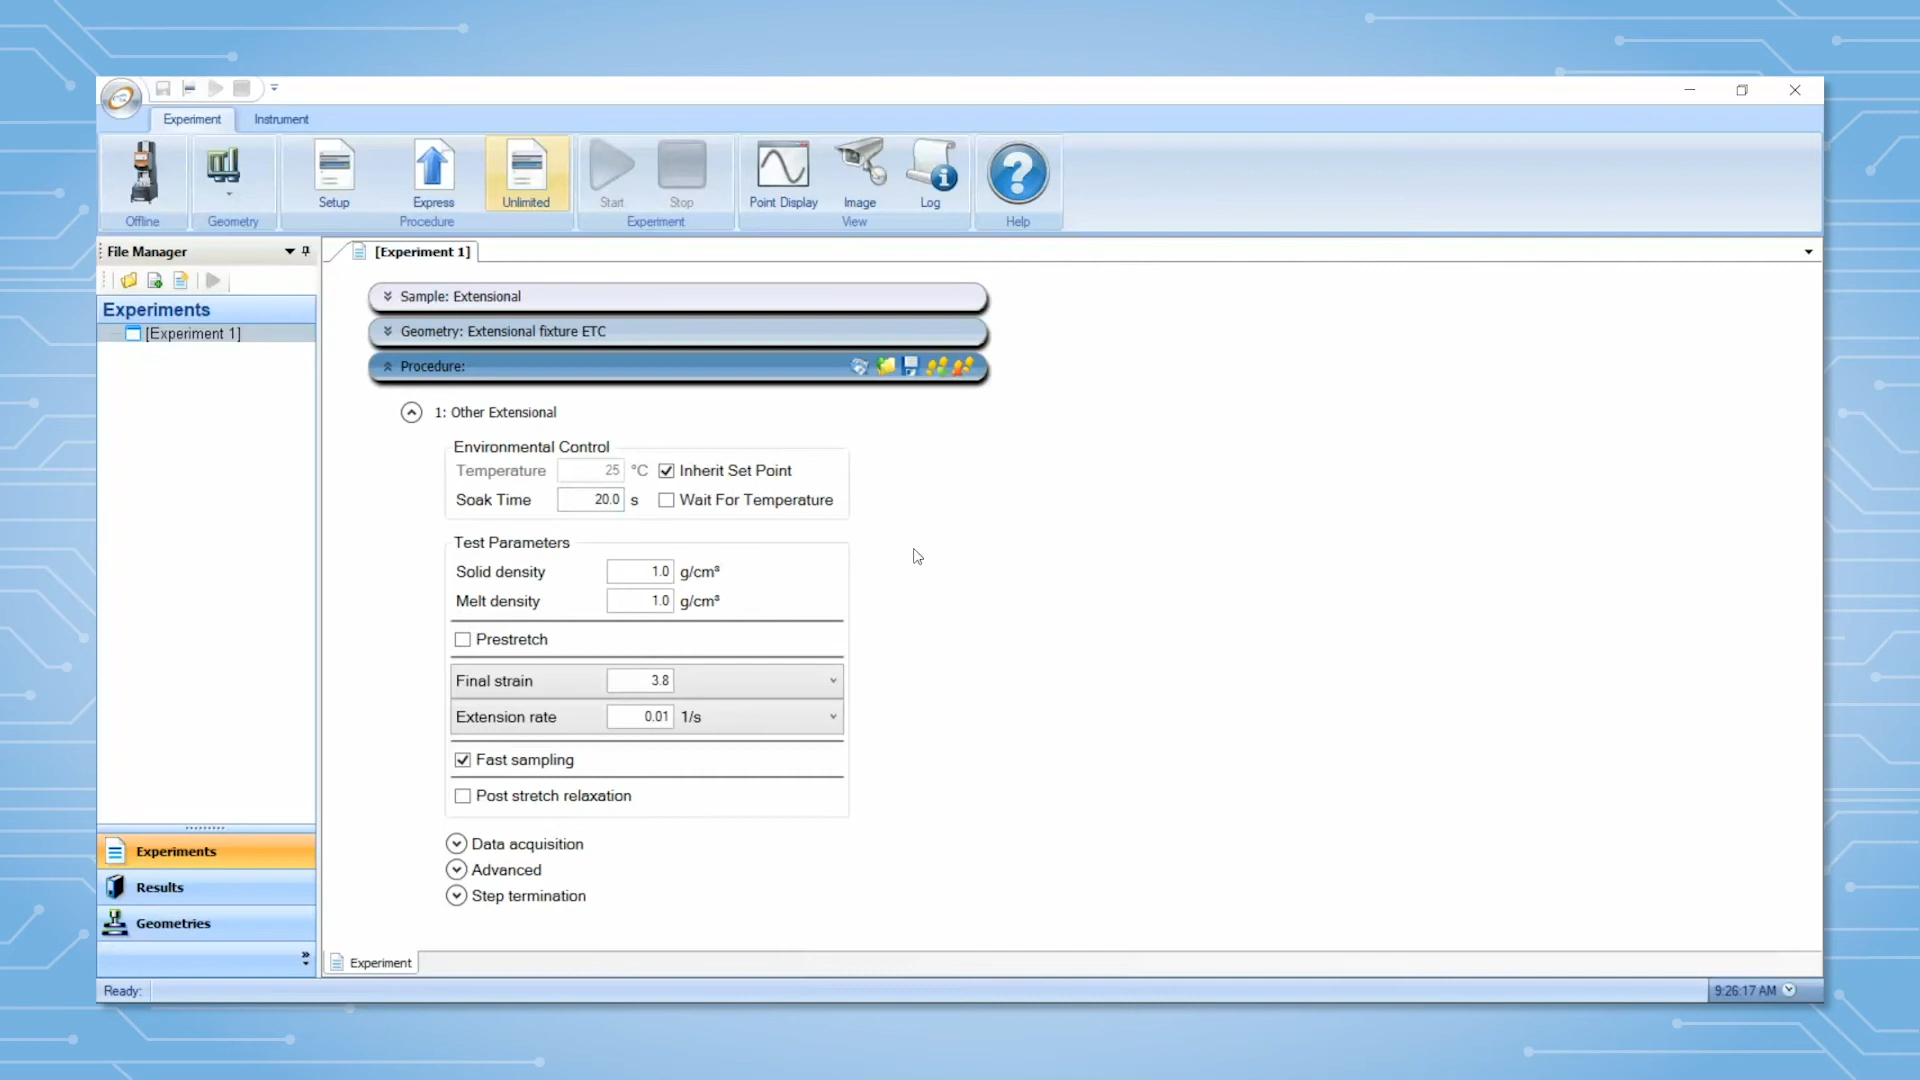 Experiment Instrument
Setup Express Unlimited Start Stop Point Display Image Log
Offline Geometry Procedure Experiment View Help
File Manager
[Experiment 1]
Experiments
[Experiment 1]
Sample: Extensional
Geometry: Extensional fixture ETC
Procedure:
1: Other Extensional
Environmental Control
Temperature 25 °C Inherit Set Point
Soak Time 20.0 s Wait For Temperature
Test Parameters
Solid density 1.0 g/cm³
Melt density 1.0 g/cm³
Prestretch
Final strain 3.8
Extension rate 0.01 1/s
Fast sampling
Post stretch relaxation
Data acquisition
Advanced
Step termination
Experiments
Results
Geometries
Experiment
Ready: 9:26:17 AM